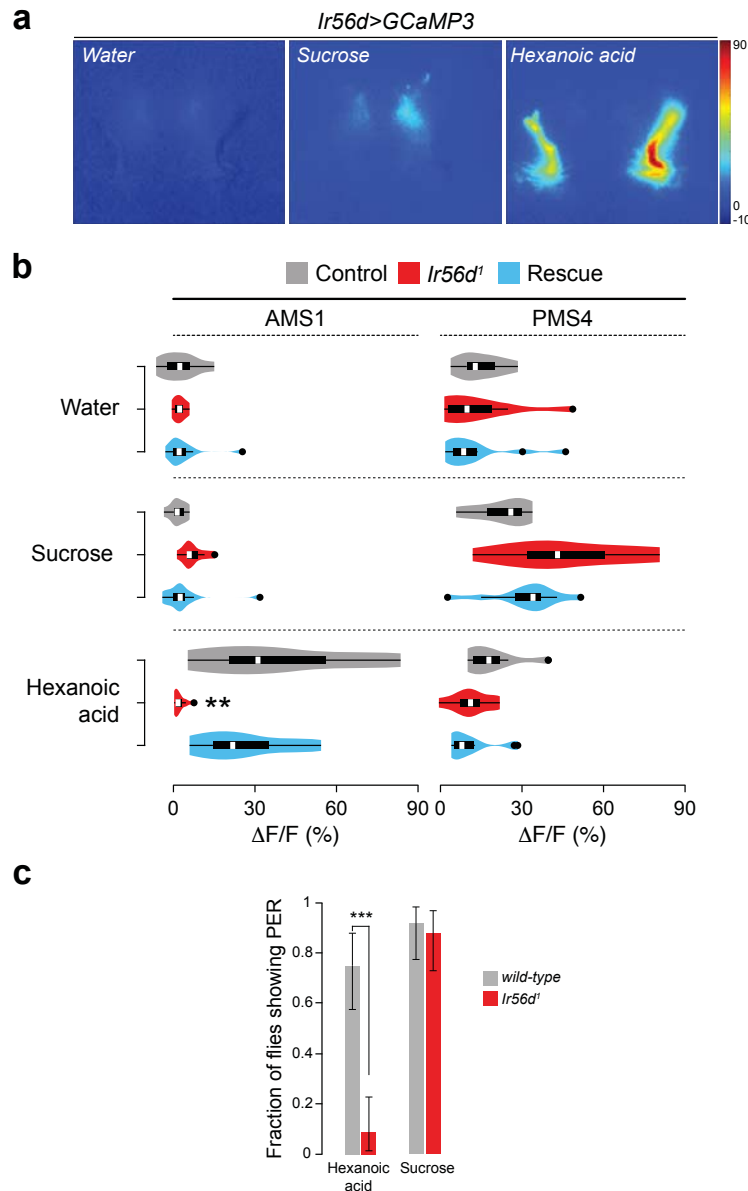 a
Ir56d>GCaMP3
Water
Sucrose
Hexanoic acid
90
0
-10
b
Control Ir56d¹ Rescue
AMS1 PMS4
Water
Sucrose
Hexanoic
acid
**
0 30 60 90 0 30 60 90
ΔF/F (%) ΔF/F (%)
c
Fraction of flies showing PER
1
0.8
0.6
0.4
0.2
0
***
wild-type
Ir56d¹
Hexanoic
acid
Sucrose